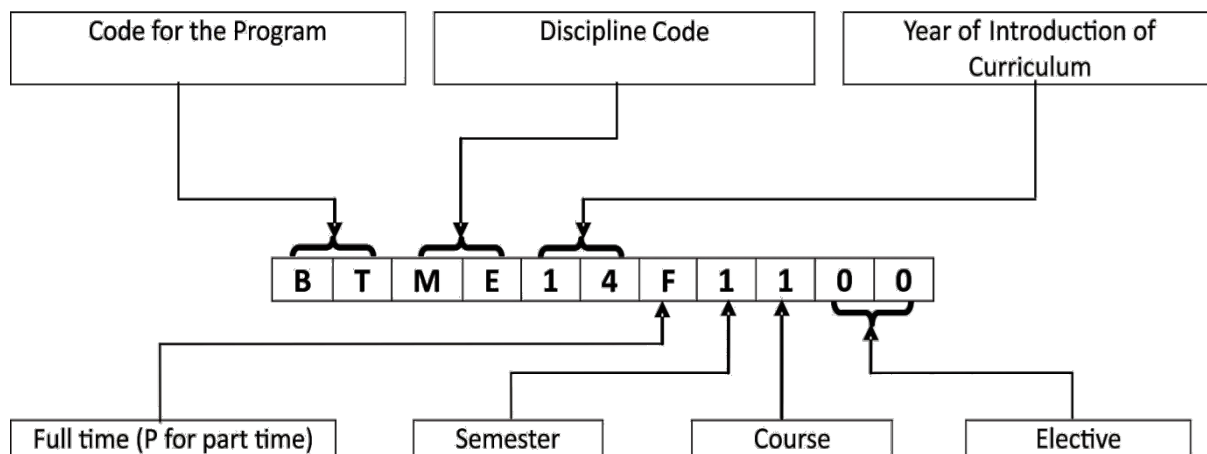 Code for the Program
Discipline Code
Year of Introduction of
Curriculum
B T M E 1 4 F 1 1 0 0
Full time (P for part time)
Semester
Course
Elective